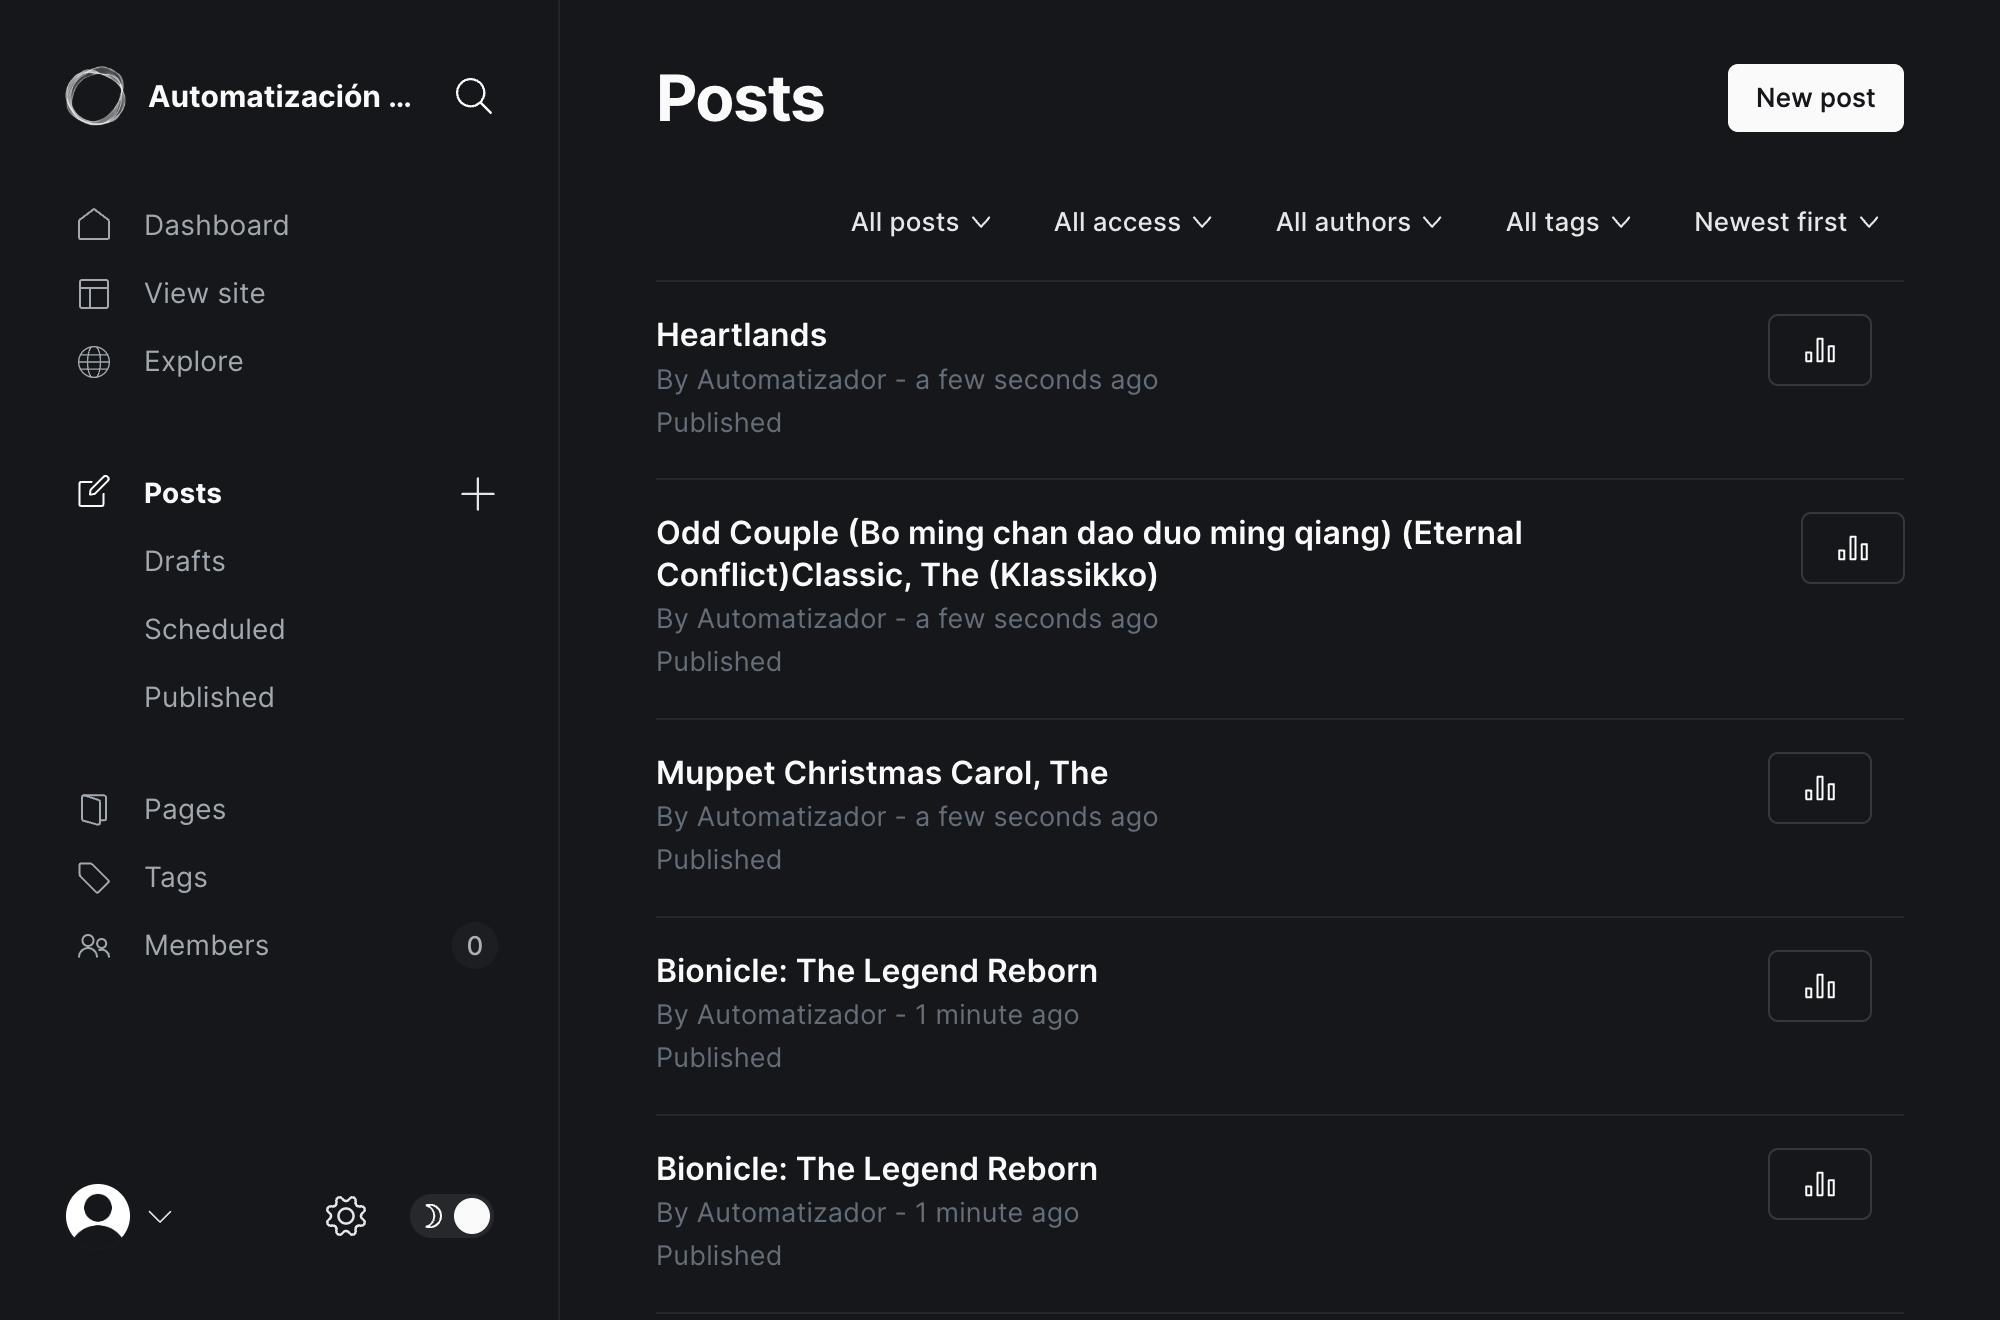 Automatización ...
Dashboard
View site
Explore
Posts
Drafts
Scheduled
Published
Pages
Tags
Members
0
Posts
New post
All posts
All access
All authors
All tags
Newest first
Heartlands
By Automatizador - a few seconds ago
Published
Odd Couple (Bo ming chan dao duo ming qiang) (Eternal
Conflict)Classic, The (Klassikko)
By Automatizador - a few seconds ago
Published
Muppet Christmas Carol, The
By Automatizador - a few seconds ago
Published
Bionicle: The Legend Reborn
By Automatizador - 1 minute ago
Published
Bionicle: The Legend Reborn
By Automatizador - 1 minute ago
Published